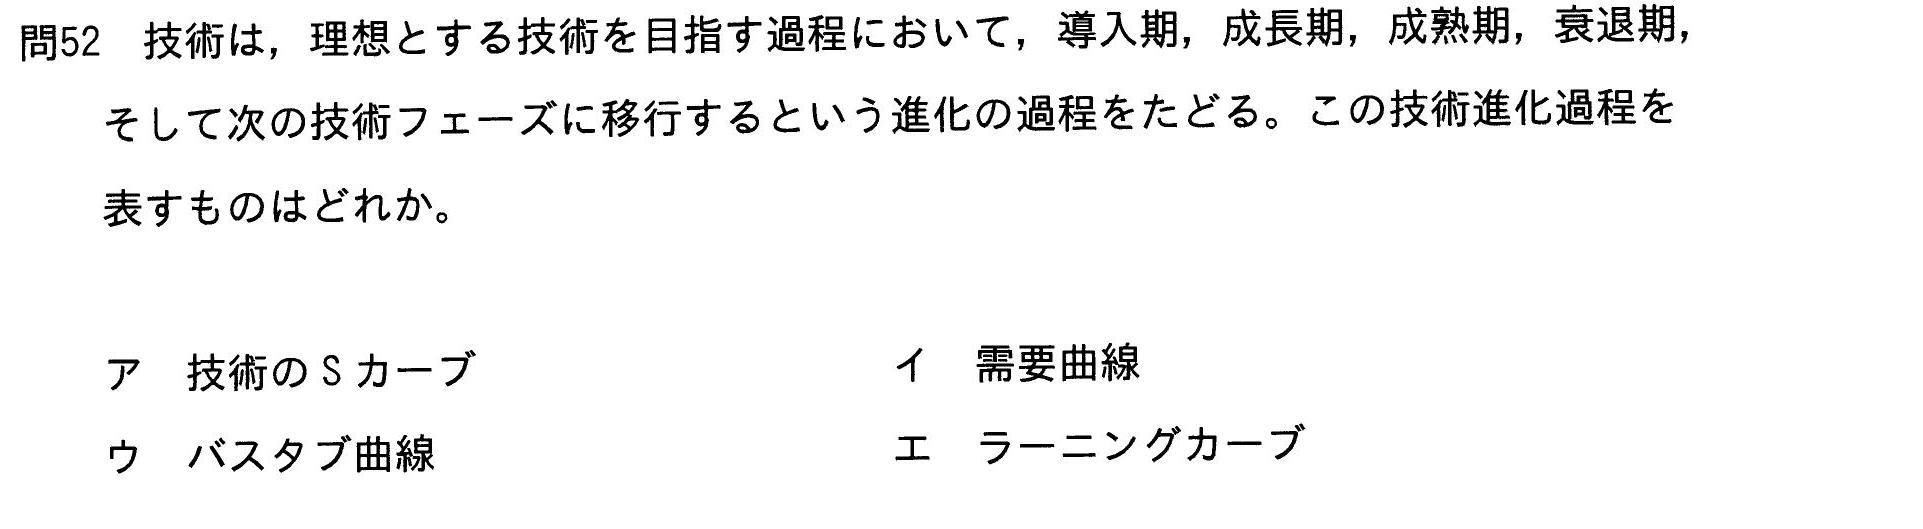 問52　技術は，理想とする技術を目指す過程において，導入期，成長期，成熟期，衰退期，
そして次の技術フェーズに移行するという進化の過程をたどる。この技術進化過程を
表すものはどれか。
ア　技術のSカーブ　イ　需要曲線
ウ　バスタブ曲線　エ　ラーニングカーブ